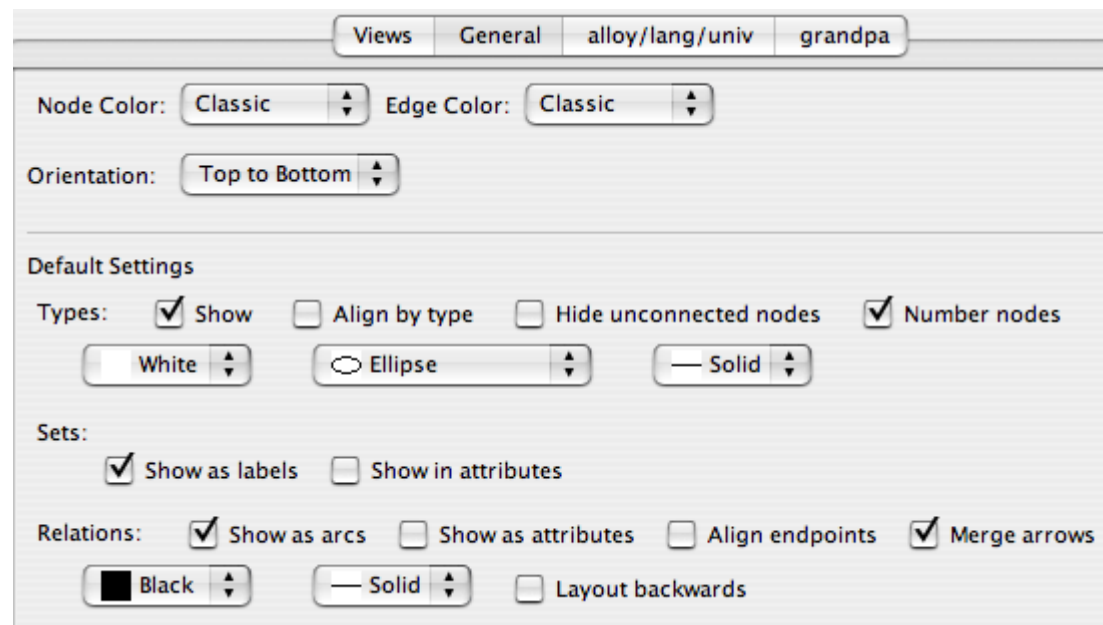 Views General alloy/lang/univ grandpa
Node Color: Classic Edge Color: Classic
Orientation: Top to Bottom
Default Settings
Types: Show Align by type Hide unconnected nodes Number nodes
White Ellipse Solid
Sets:
Show as labels Show in attributes
Relations: Show as arcs Show as attributes Align endpoints Merge arrows
Black Solid Layout backwards